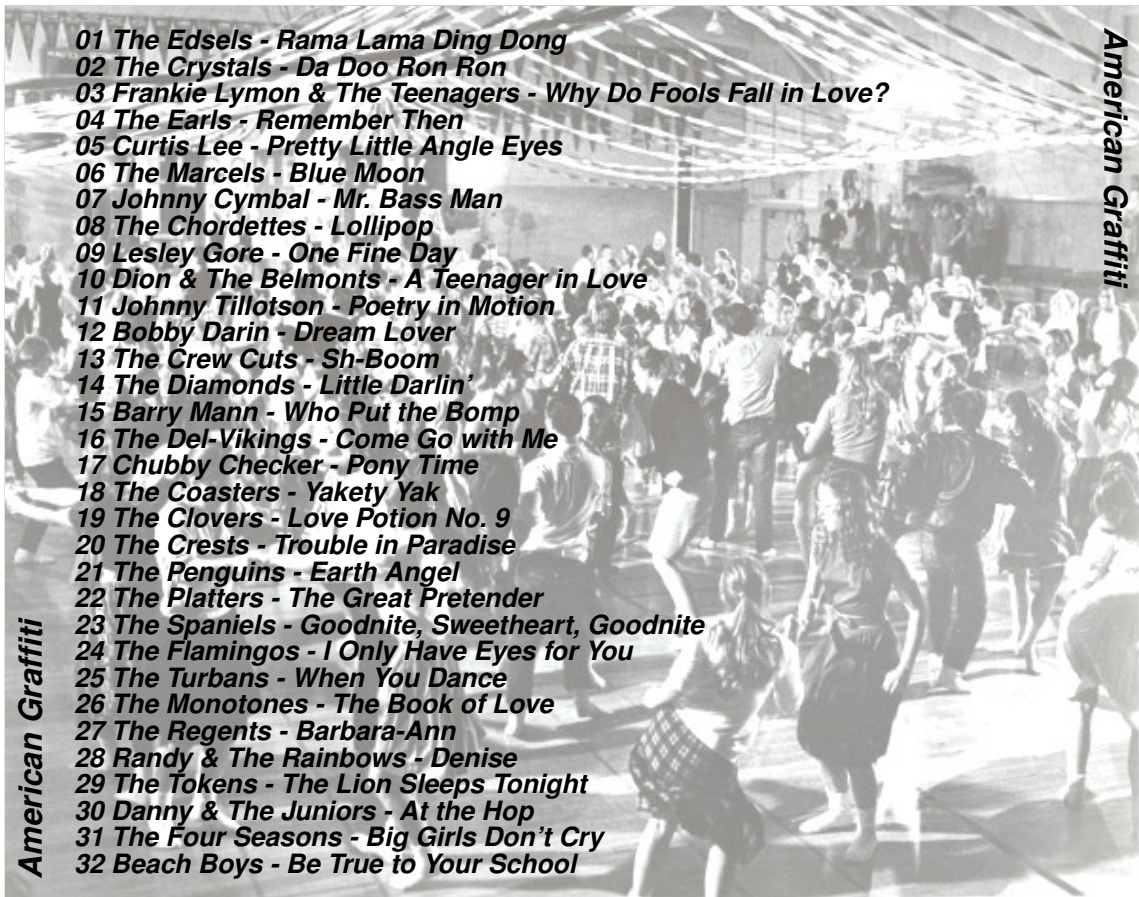 01 The Edsels - Rama Lama Ding Dong
02 The Crystals - Da Doo Ron Ron
03 Frankie Lymon & The Teenagers - Why Do Fools Fall in Love?
04 The Earls - Remember Then
05 Curtis Lee - Pretty Little Angle Eyes
06 The Marcels - Blue Moon
07 Johnny Cymbal - Mr. Bass Man
08 The Chordettes - Lollipop
09 Lesley Gore - One Fine Day
10 Dion & The Belmonts - A Teenager in Love
11 Johnny Tillotson - Poetry in Motion
12 Bobby Darin - Dream Lover
13 The Crew Cuts - Sh-Boom
14 The Diamonds - Little Darlin'
15 Barry Mann - Who Put the Bomp
16 The Del-Vikings - Come Go with Me
17 Chubby Checker - Pony Time
18 The Coasters - Yakety Yak
19 The Clovers - Love Potion No. 9
20 The Crests - Trouble in Paradise
21 The Penguins - Earth Angel
22 The Platters - The Great Pretender
23 The Spaniels - Goodnite, Sweetheart, Goodnite
24 The Flamingos - I Only Have Eyes for You
25 The Turbans - When You Dance
26 The Monotones - The Book of Love
27 The Regents - Barbara-Ann
28 Randy & The Rainbows - Denise
29 The Tokens - The Lion Sleeps Tonight
30 Danny & The Juniors - At the Hop
31 The Four Seasons - Big Girls Don't Cry
32 Beach Boys - Be True to Your School
American Graffiti
American Graffiti